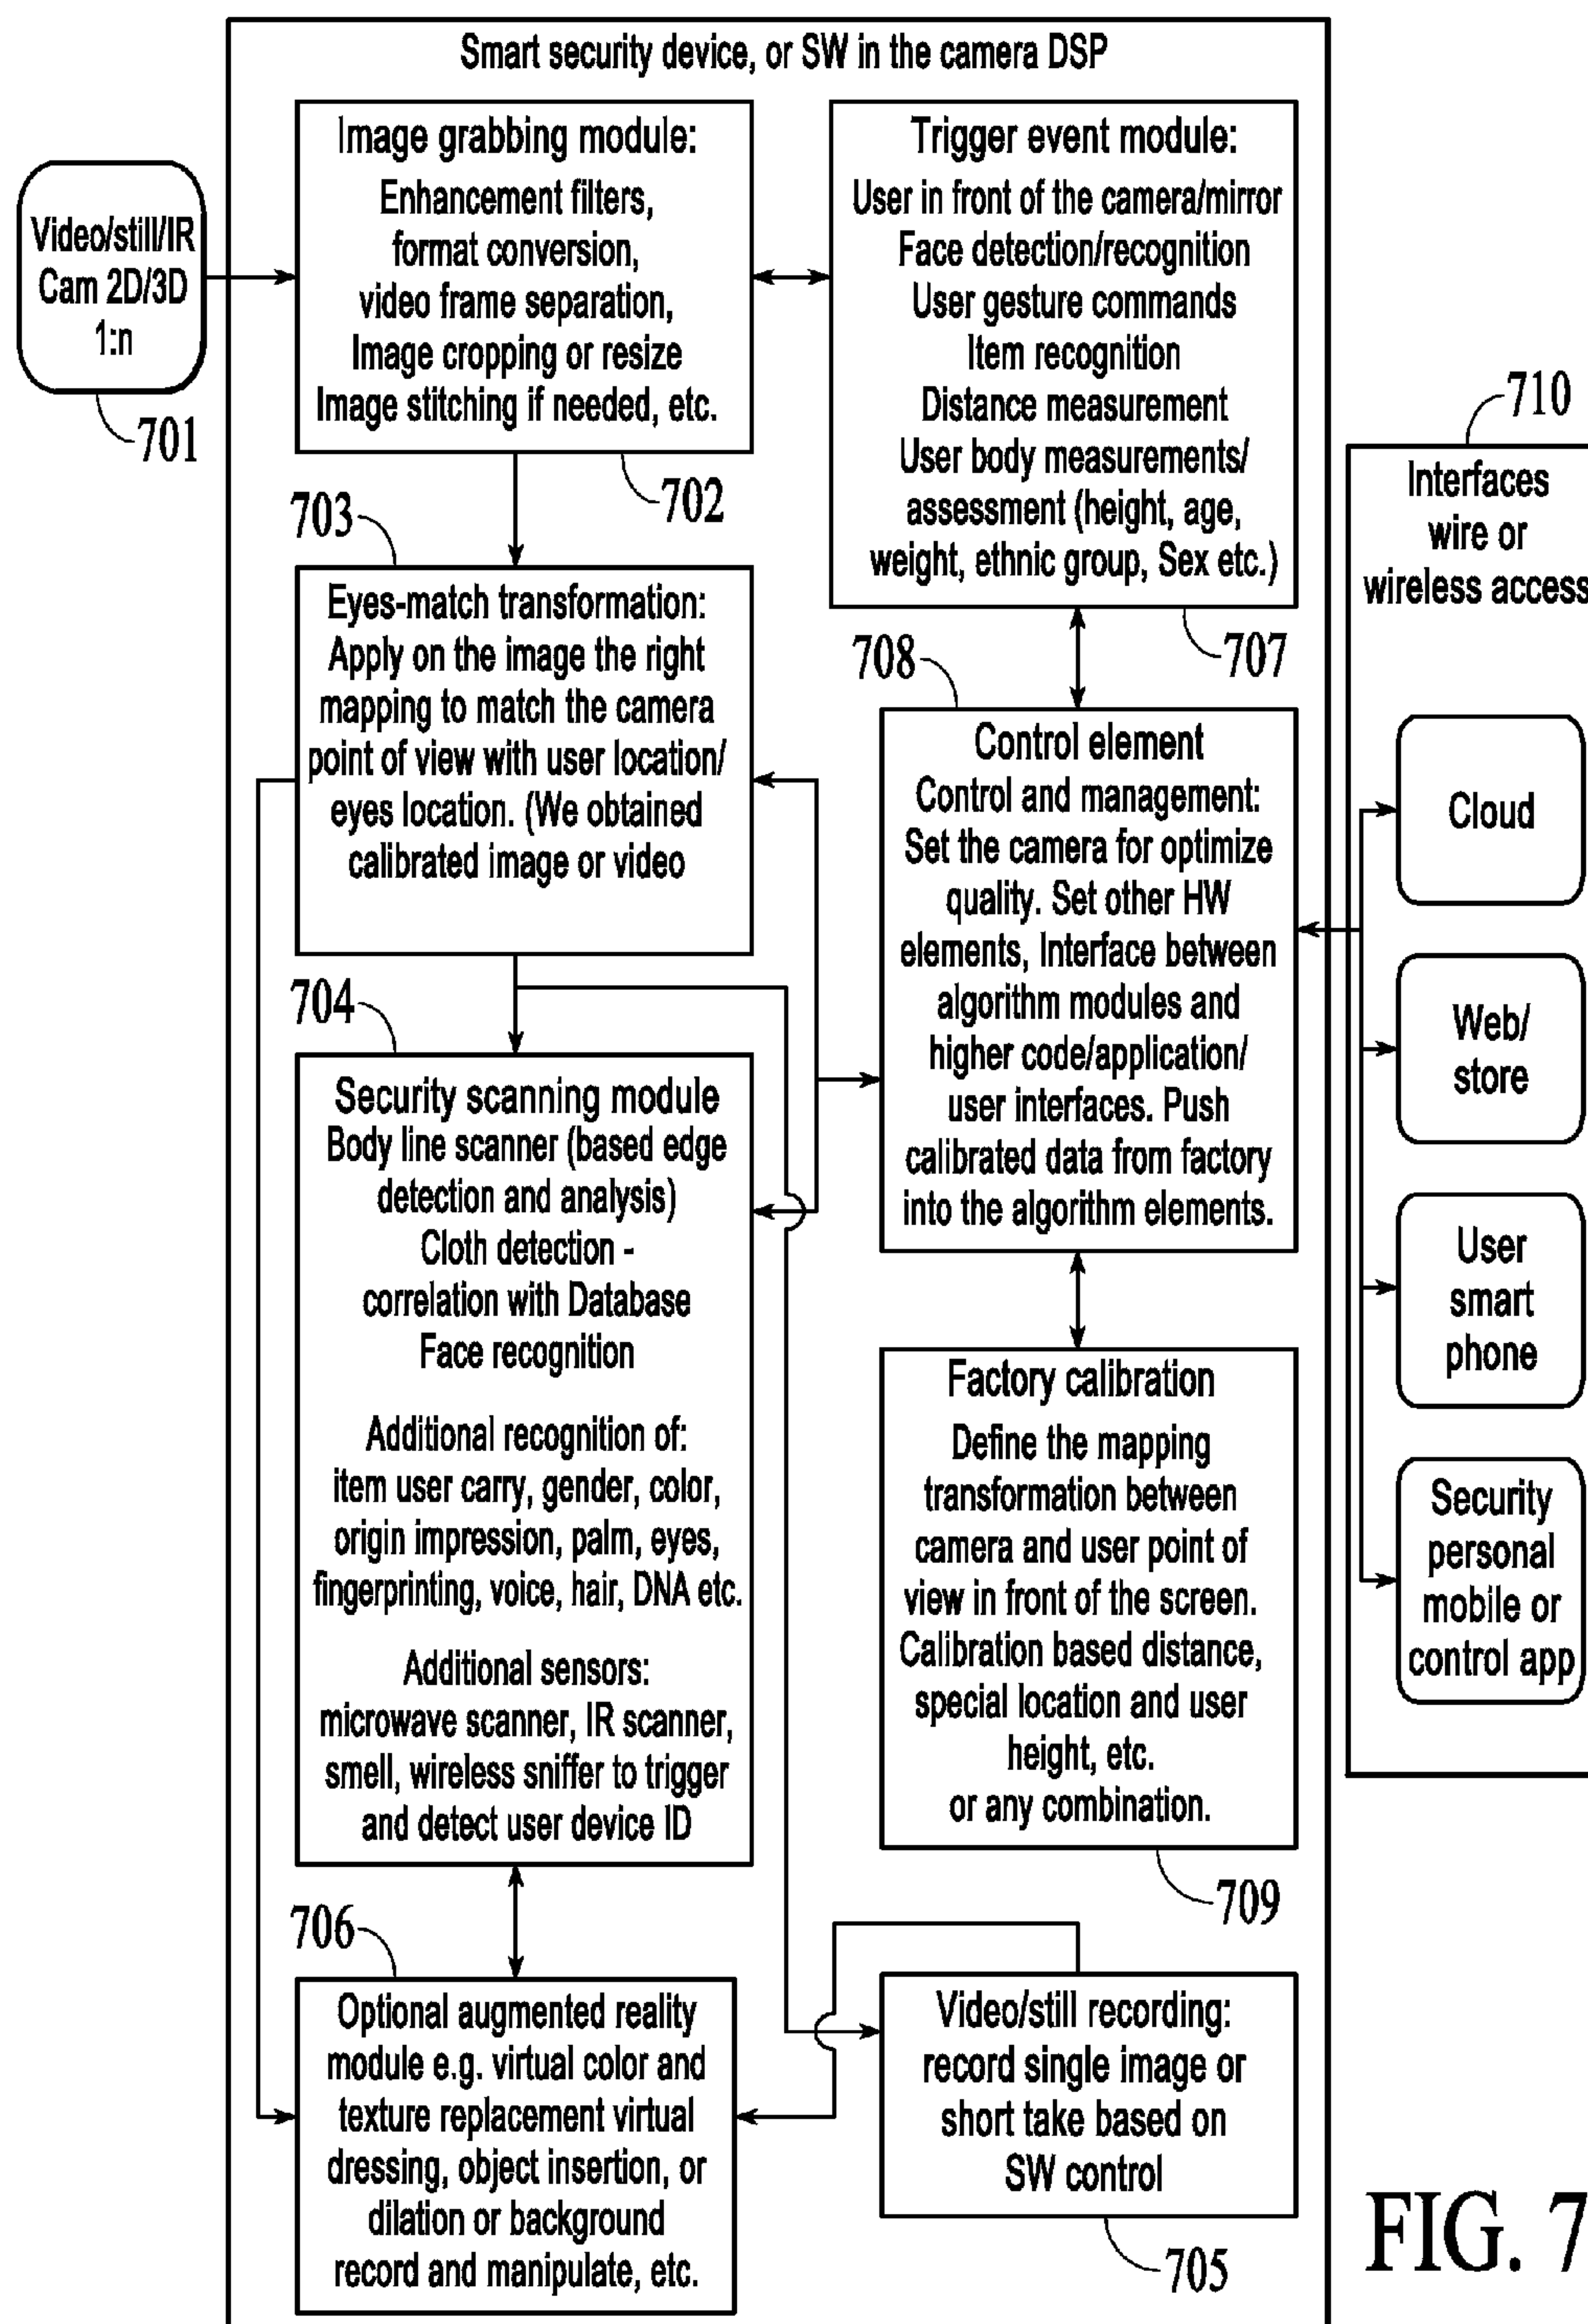 Smart security device, or SW in the camera DSP
Video/still/IR
Cam 2D/3D
1:n
701
Image grabbing module:
Enhancement filters,
format conversion,
video frame separation,
Image cropping or resize
Image stitching if needed, etc.
702
Trigger event module:
User in front of the camera/mirror
Face detection/recognition
User gesture commands
Item recognition
Distance measurement
User body measurements/
assessment (height, age,
weight, ethnic group, Sex etc.)
707
703
Eyes-match transformation:
Apply on the image the right
mapping to match the camera
point of view with user location/
eyes location. (We obtained
calibrated image or video
708
Control element
Control and management:
Set the camera for optimize
quality. Set other HW
elements, Interface between
algorithm modules and
higher code/application/
user interfaces. Push
calibrated data from factory
into the algorithm elements.
704
Security scanning module
Body line scanner (based edge
detection and analysis)
Cloth detection -
correlation with Database
Face recognition
Additional recognition of:
item user carry, gender, color,
origin impression, palm, eyes,
fingerprinting, voice, hair, DNA etc.
Additional sensors:
microwave scanner, IR scanner,
smell, wireless sniffer to trigger
and detect user device ID
Factory calibration
Define the mapping
transformation between
camera and user point of
view in front of the screen.
Calibration based distance,
special location and user
height, etc.
or any combination.
709
706
Optional augmented reality
module e.g. virtual color and
texture replacement virtual
dressing, object insertion, or
dilation or background
record and manipulate, etc.
Video/still recording:
record single image or
short take based on
SW control
705
710
Interfaces
wire or
wireless access
Cloud
Web/
store
User
smart
phone
Security
personal
mobile or
control app
FIG. 7